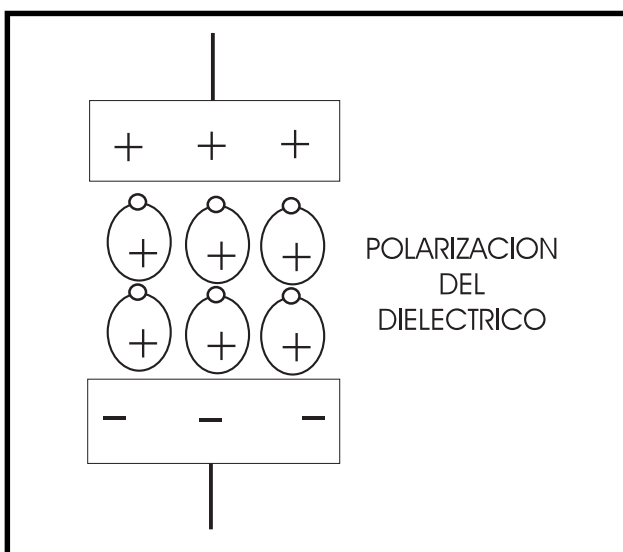 + + +
+ + +
+ + +
− − −
POLARIZACION
DEL
DIELECTRICO